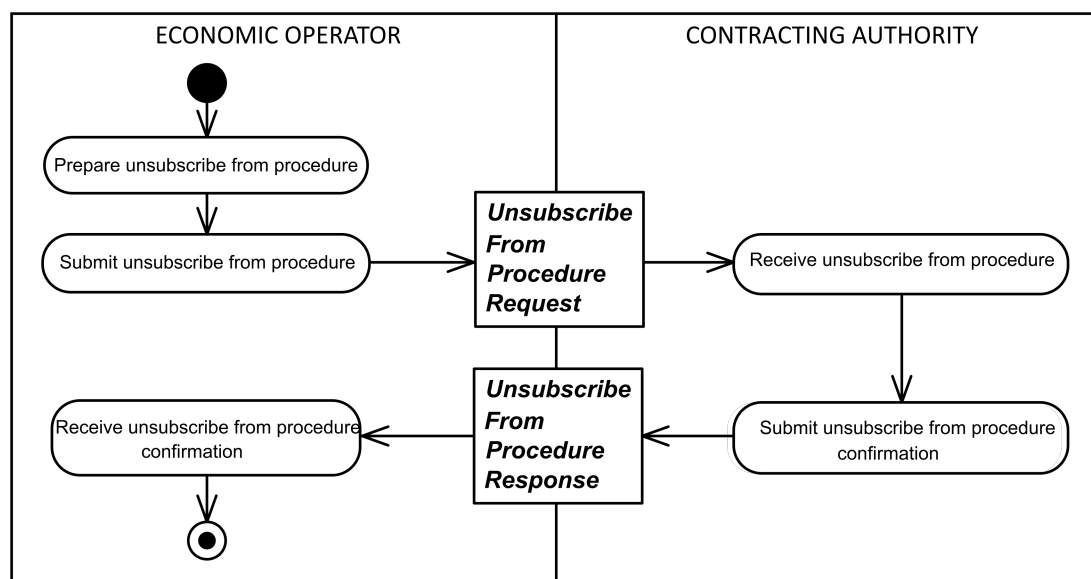 ECONOMIC OPERATOR
CONTRACTING AUTHORITY
Prepare unsubscribe from procedure
Submit unsubscribe from procedure
Unsubscribe
From
Procedure
Request
Receive unsubscribe from procedure
Receive unsubscribe from procedure
confirmation
Unsubscribe
From
Procedure
Response
Submit unsubscribe from procedure
confirmation